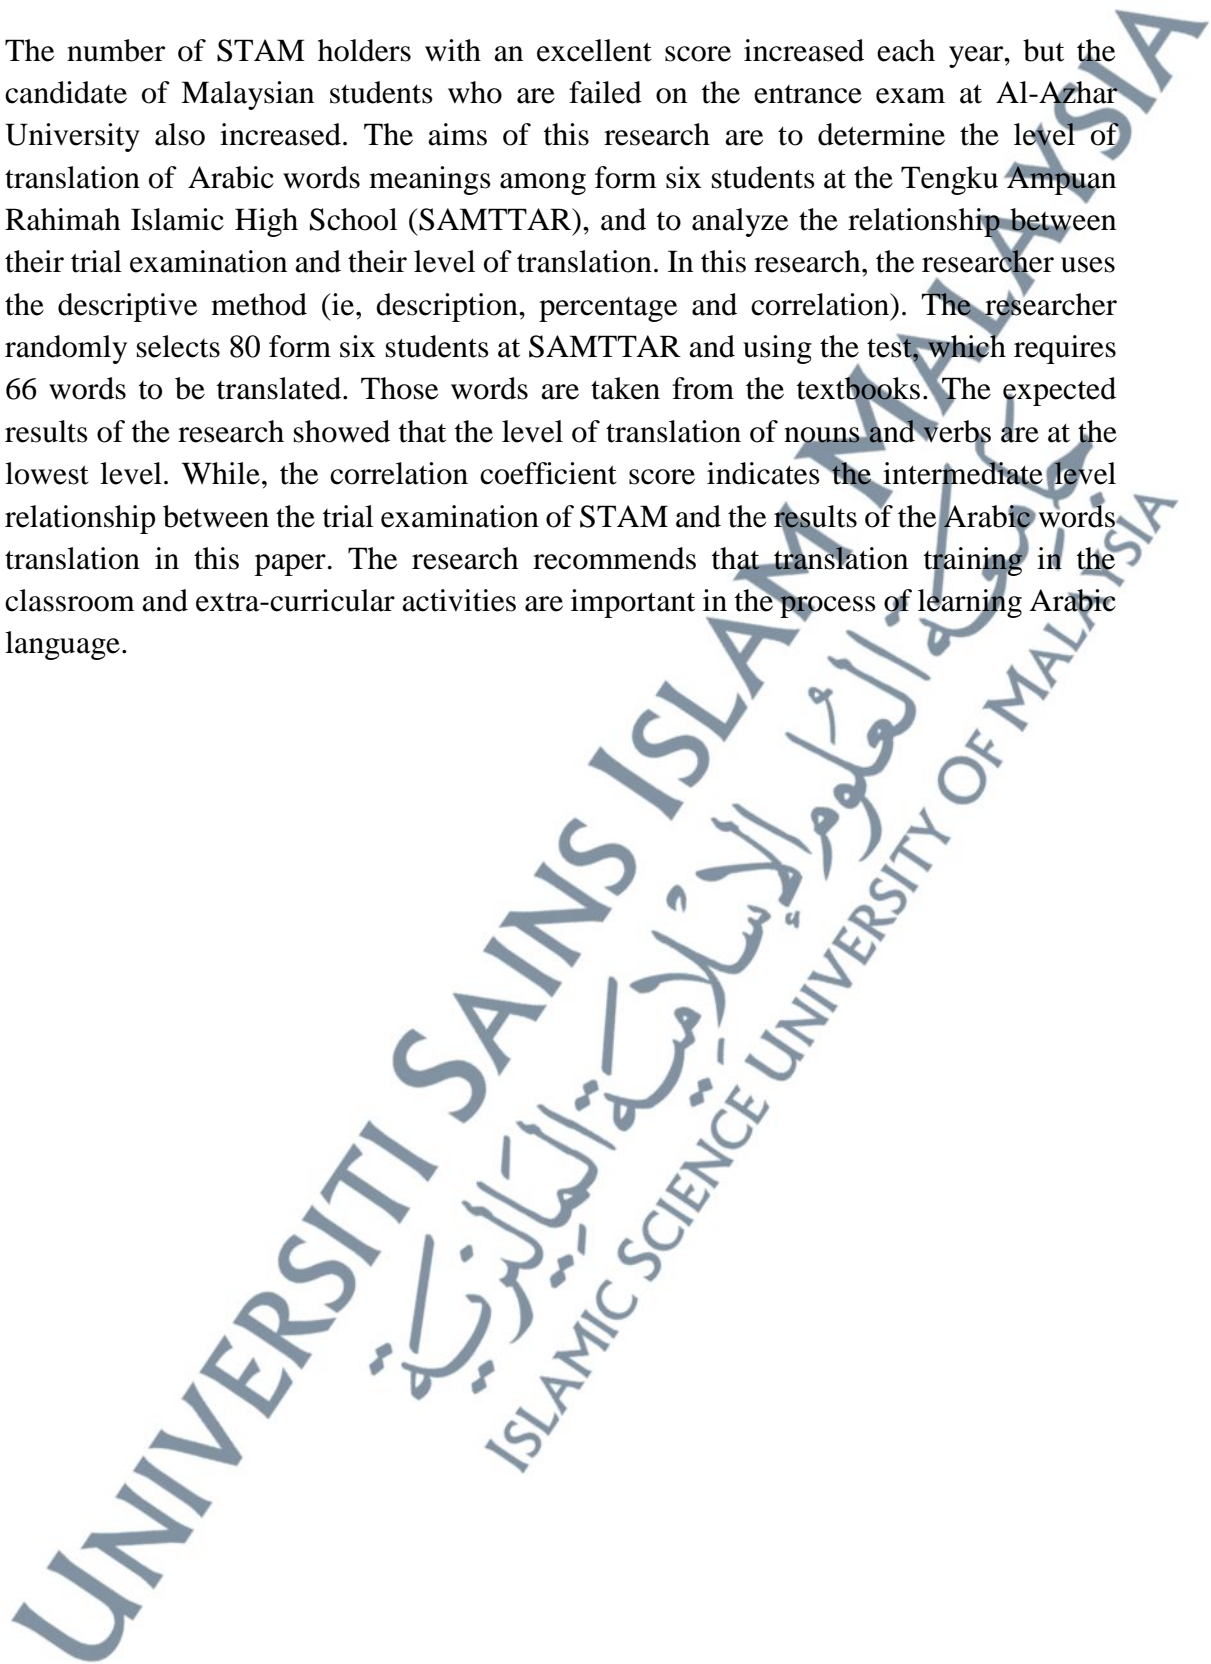 The number of STAM holders with an excellent score increased each year, but the
candidate of Malaysian students who are failed on the entrance exam at Al-Azhar
University also increased. The aims of this research are to determine the level of
translation of Arabic words meanings among form six students at the Tengku Ampuan
Rahimah Islamic High School (SAMTTAR), and to analyze the relationship between
their trial examination and their level of translation. In this research, the researcher uses
the descriptive method (ie, description, percentage and correlation). The researcher
randomly selects 80 form six students at SAMTTAR and using the test, which requires
66 words to be translated. Those words are taken from the textbooks. The expected
results of the research showed that the level of translation of nouns and verbs are at the
lowest level. While, the correlation coefficient score indicates the intermediate level
relationship between the trial examination of STAM and the results of the Arabic words
translation in this paper. The research recommends that translation training in the
classroom and extra-curricular activities are important in the process of learning Arabic
language.
UNIVERSITI SAINS ISLAM MALAYSIA
جامعة العلوم الإسلامية الماليزية
ISLAMIC SCIENCE UNIVERSITY OF MALAYSIA